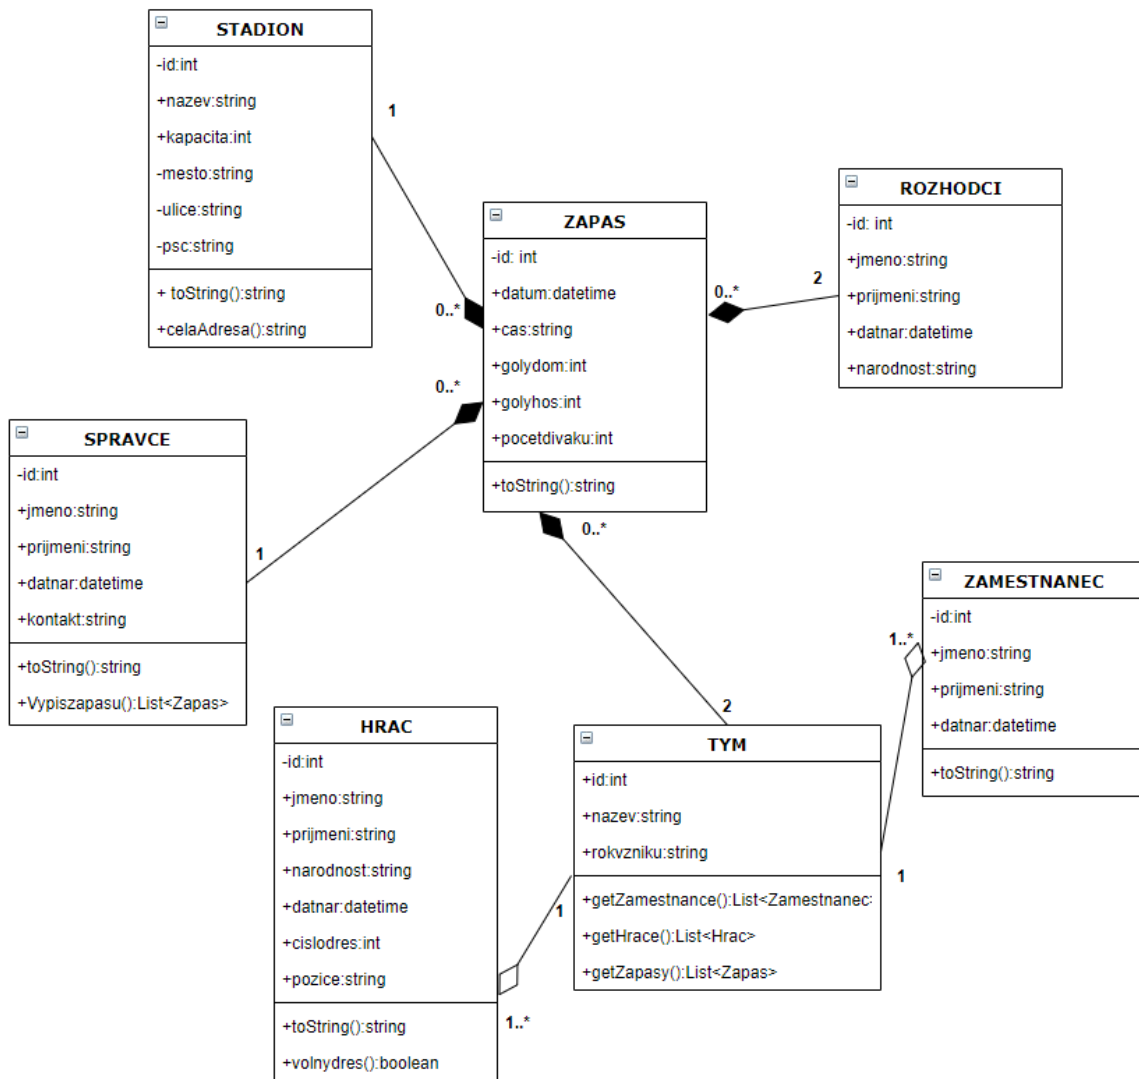 STADION
-id:int
+nazev:string
+kapacita:int
-mesto:string
-ulice:string
-psc:string
+ toString():string
+celaAdresa():string
1
0..*
ZAPAS
-id: int
+datum:datetime
+cas:string
+golydom:int
+golyhos:int
+pocetdivaku:int
+toString():string
0..*
2
ROZHODCI
-id: int
+jmeno:string
+prijmeni:string
+datnar:datetime
+narodnost:string
0..*
1
SPRAVCE
-id:int
+jmeno:string
+prijmeni:string
+datnar:datetime
+kontakt:string
+toString():string
+Vypiszapasu():List<Zapas>
0..*
2
ZAMESTNANEC
-id:int
+jmeno:string
+prijmeni:string
+datnar:datetime
+toString():string
1..*
1
HRAC
-id:int
+jmeno:string
+prijmeni:string
+narodnost:string
+datnar:datetime
+cislodres:int
+pozice:string
+toString():string
+volnydres():boolean
1
1..*
TYM
+id:int
+nazev:string
+rokvzniku:string
+getZamestnance():List<Zamestnanec
+getHrace():List<Hrac>
+getZapasy():List<Zapas>